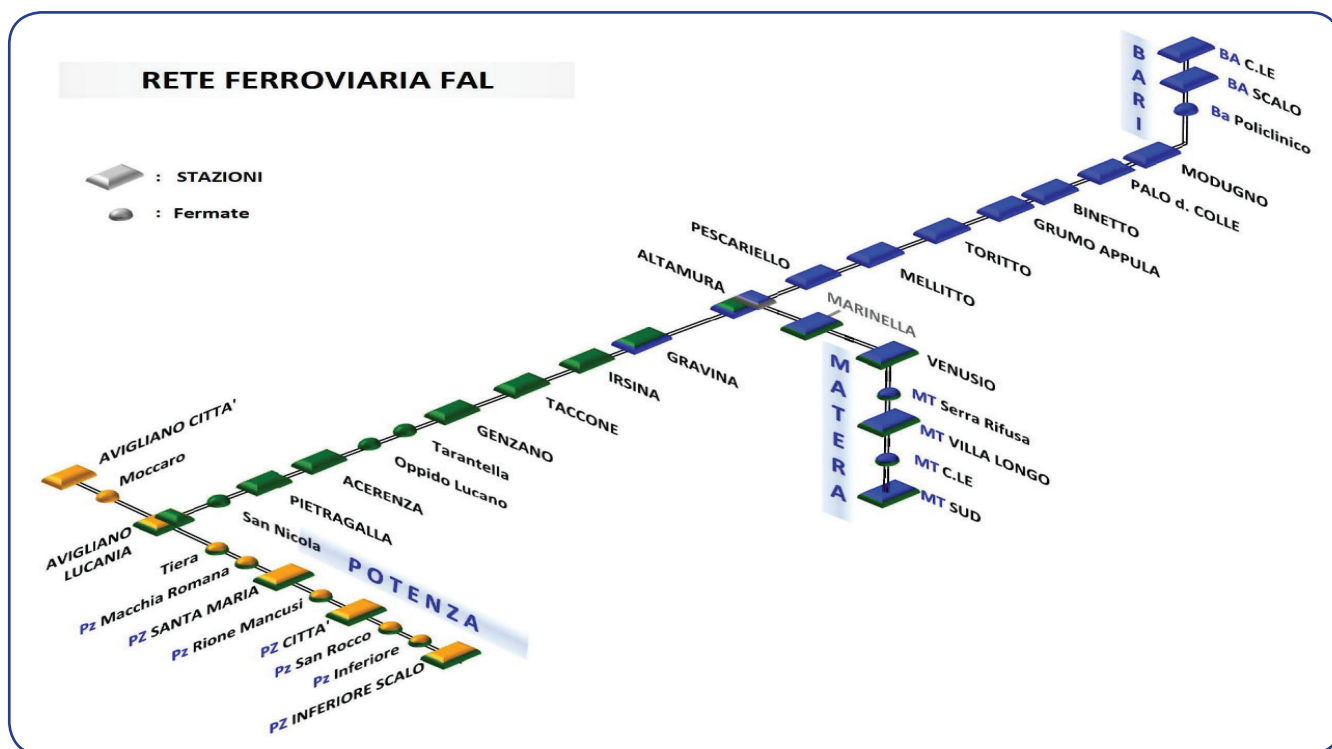 RETE FERROVIARIA FAL
: STAZIONI
: Fermate
BARI
BA C.LE
BA SCALO
Ba Policlinico
MODUGNO
PALO d. COLLE
BINETTO
GRUMO APPULA
TORITTO
MELLITTO
PESCARIELLO
ALTAMURA
MARINELLA
VENUSIO
MATERA
MT Serra Rifusa
MT VILLA LONGO
MT C.LE
MT SUD
GRAVINA
IRSINA
TACCONE
GENZANO
Tarantella
Oppido Lucano
ACERENZA
PIETRAGALLA
San Nicola
AVIGLIANO CITTA'
Moccaro
AVIGLIANO
LUCANIA
POTENZA
Tiera
Pz Macchia Romana
PZ SANTA MARIA
Pz Rione Mancusi
PZ CITTA'
Pz San Rocco
Pz Inferiore
PZ INFERIORE SCALO